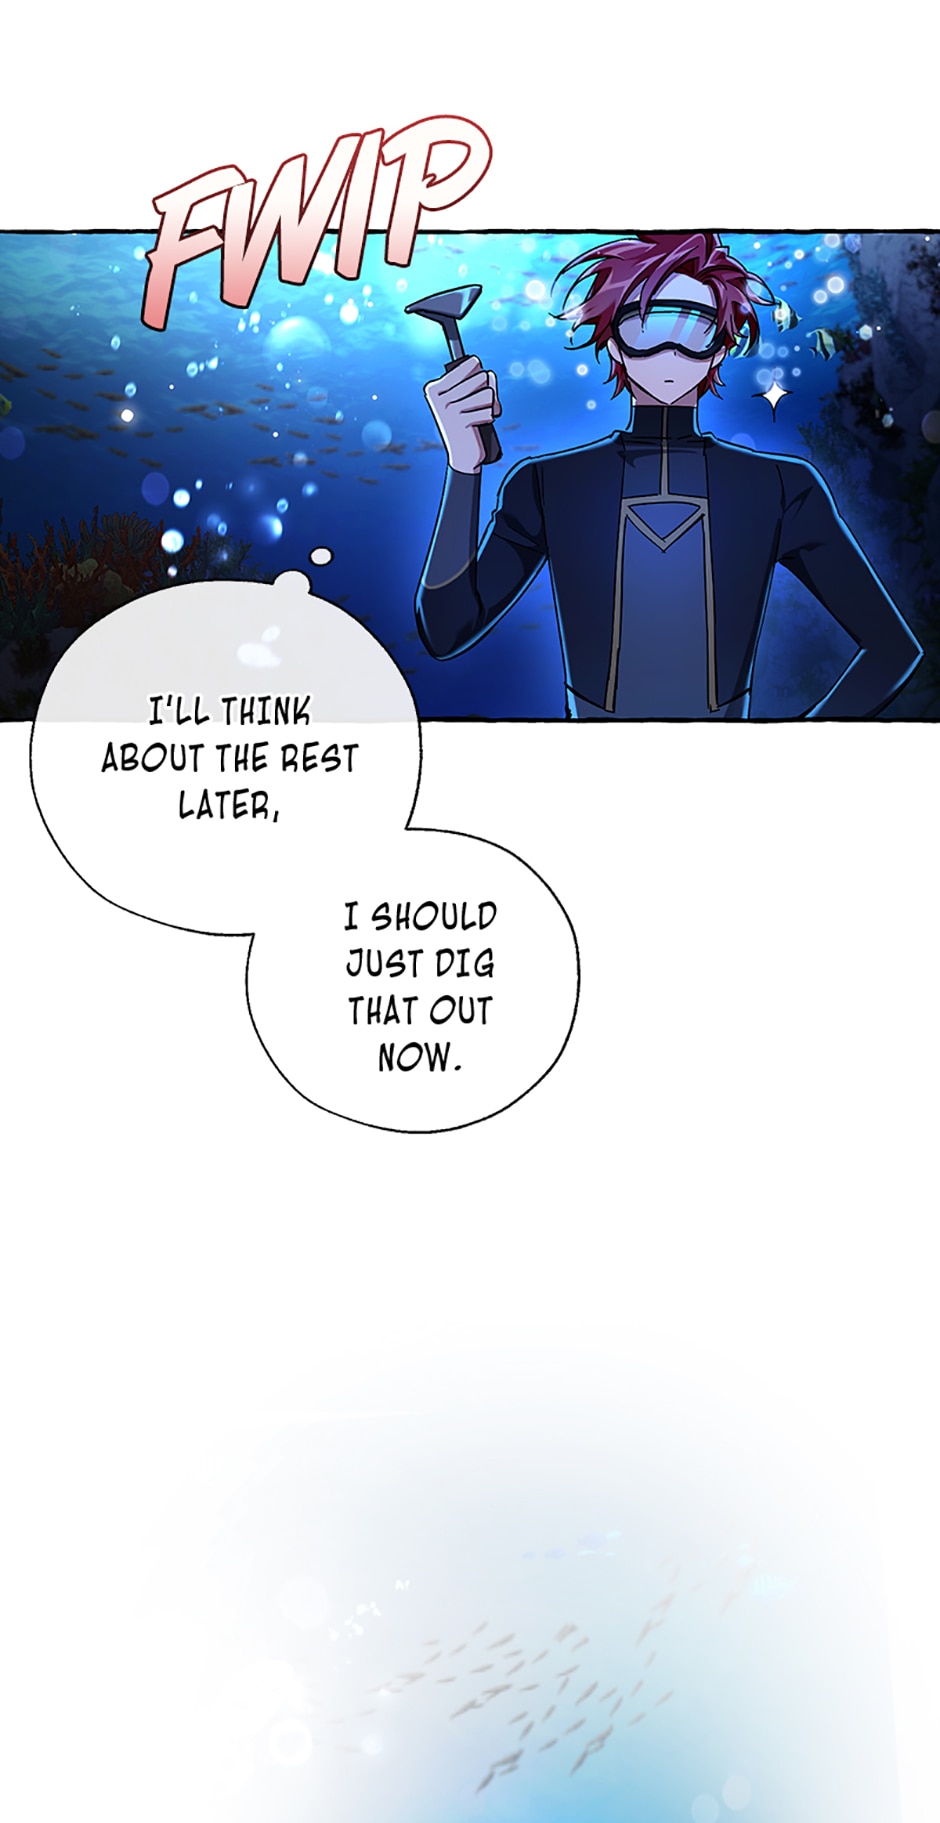 FWIP
I'LL THINK
ABOUT THE REST
LATER,
I SHOULD
JUST DIG
THAT OUT
NOW.